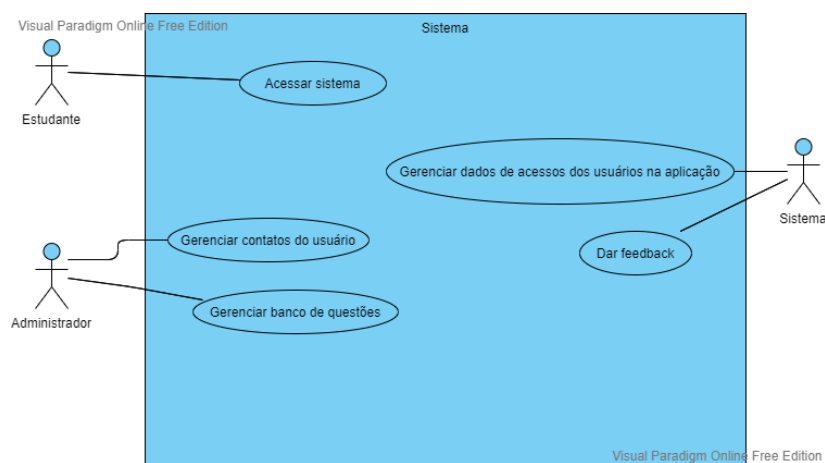 Visual Paradigm Online Free Edition
Sistema
Estudante
Acessar sistema
Gerenciar dados de acessos dos usuários na aplicação
Sistema
Gerenciar contatos do usuário
Dar feedback
Administrador
Gerenciar banco de questões
Visual Paradigm Online Free Edition